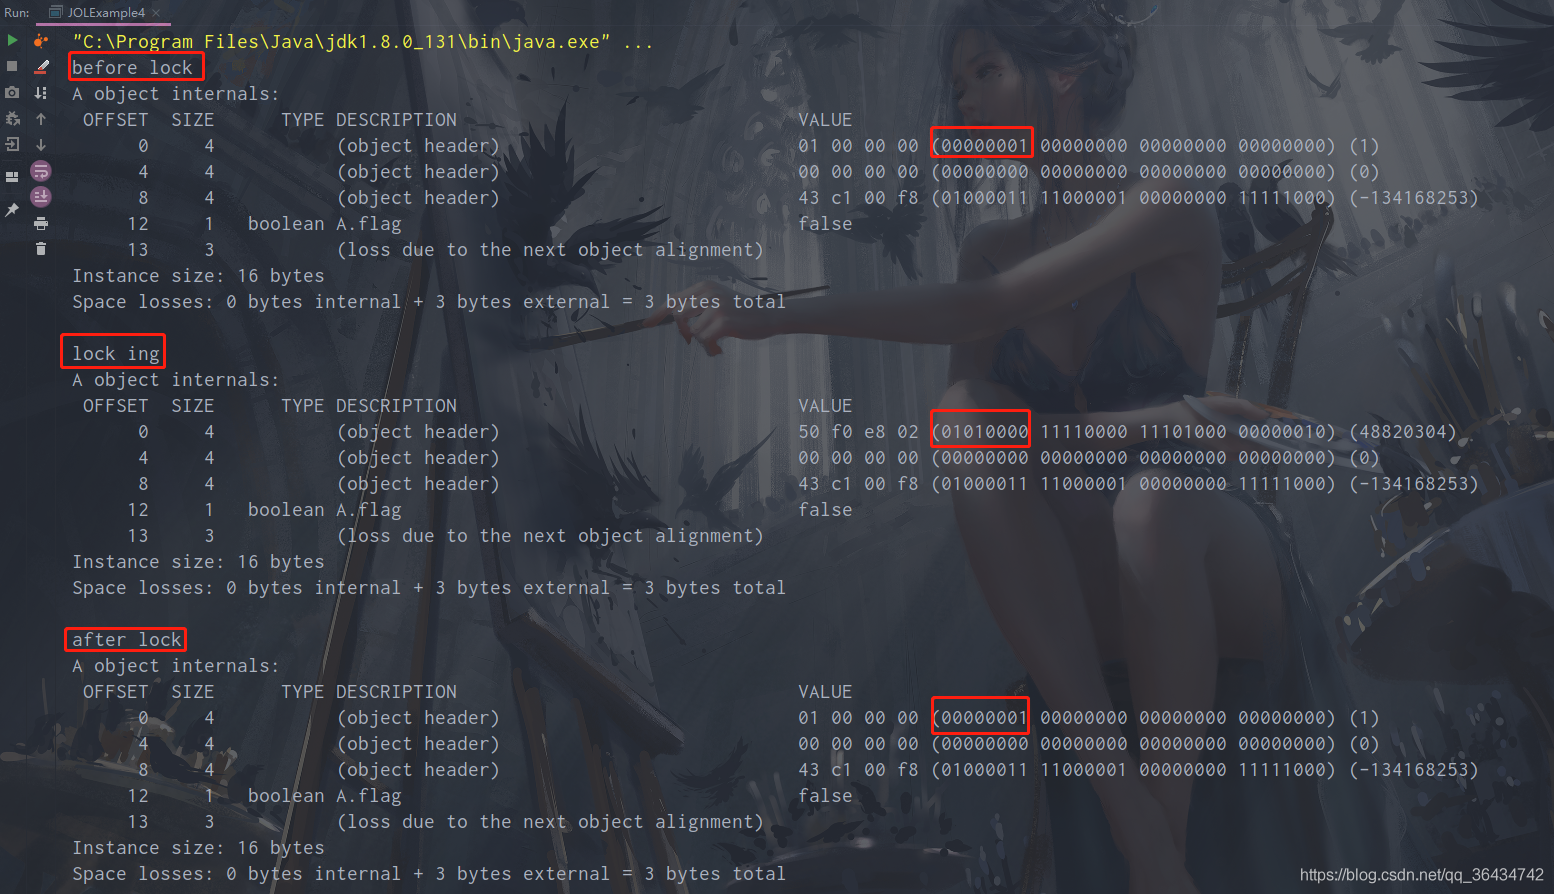 Run: JOLExample4 ×
"C:\Program Files\Java\jdk1.8.0_131\bin\java.exe" ...
before lock
A object internals:
OFFSET SIZE TYPE DESCRIPTION VALUE
0 4 (object header) 01 00 00 00 (00000001 00000000 00000000 00000000) (1)
4 4 (object header) 00 00 00 00 (00000000 00000000 00000000 00000000) (0)
8 4 (object header) 43 c1 00 f8 (01000011 11000001 00000000 11111000) (-134168253)
12 1 boolean A.flag false
13 3 (loss due to the next object alignment)
Instance size: 16 bytes
Space losses: 0 bytes internal + 3 bytes external = 3 bytes total
lock ing
A object internals:
OFFSET SIZE TYPE DESCRIPTION VALUE
0 4 (object header) 50 f0 e8 02 (01010000 11110000 11101000 00000010) (48820304)
4 4 (object header) 00 00 00 00 (00000000 00000000 00000000 00000000) (0)
8 4 (object header) 43 c1 00 f8 (01000011 11000001 00000000 11111000) (-134168253)
12 1 boolean A.flag false
13 3 (loss due to the next object alignment)
Instance size: 16 bytes
Space losses: 0 bytes internal + 3 bytes external = 3 bytes total
after lock
A object internals:
OFFSET SIZE TYPE DESCRIPTION VALUE
0 4 (object header) 01 00 00 00 (00000001 00000000 00000000 00000000) (1)
4 4 (object header) 00 00 00 00 (00000000 00000000 00000000 00000000) (0)
8 4 (object header) 43 c1 00 f8 (01000011 11000001 00000000 11111000) (-134168253)
12 1 boolean A.flag false
13 3 (loss due to the next object alignment)
Instance size: 16 bytes
Space losses: 0 bytes internal + 3 bytes external = 3 bytes total
https://blog.csdn.net/qq_36434742